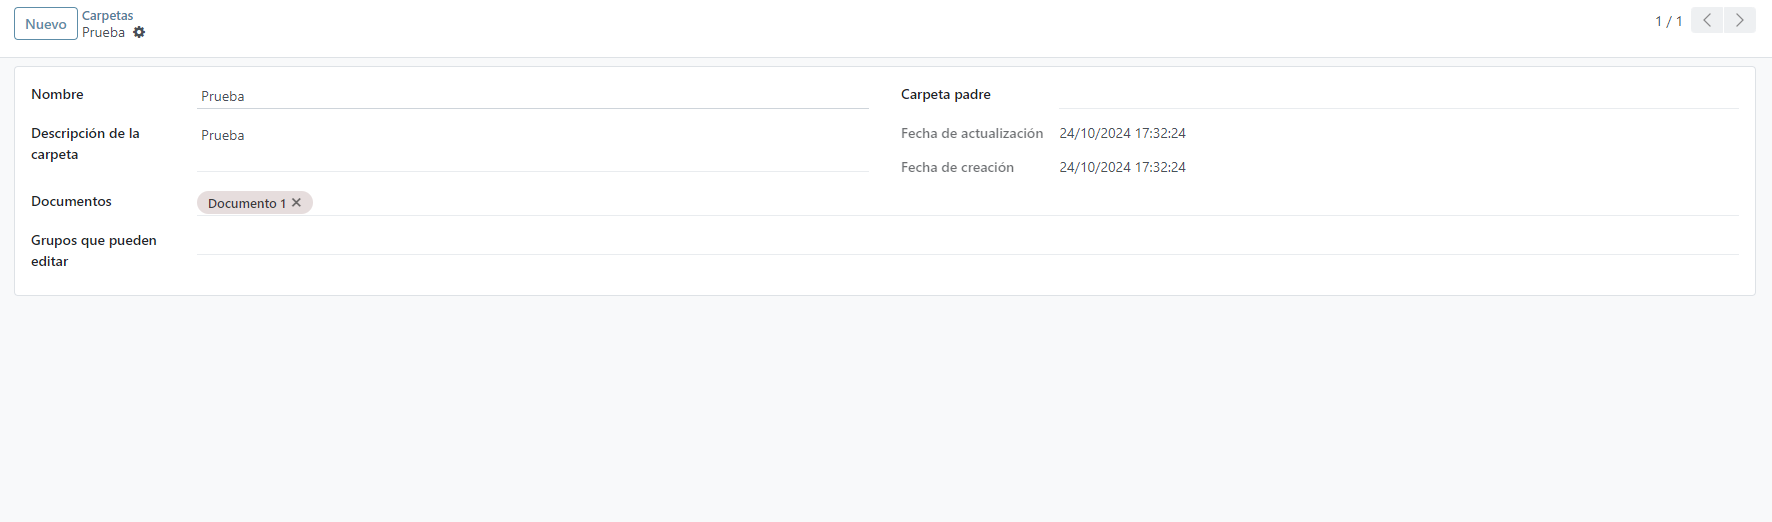 Nuevo
Carpetas
Prueba
1 / 1
Nombre
Prueba
Carpeta padre
Descripción de la
carpeta
Prueba
Fecha de actualización
24/10/2024 17:32:24
Fecha de creación
24/10/2024 17:32:24
Documentos
Documento 1
Grupos que pueden
editar